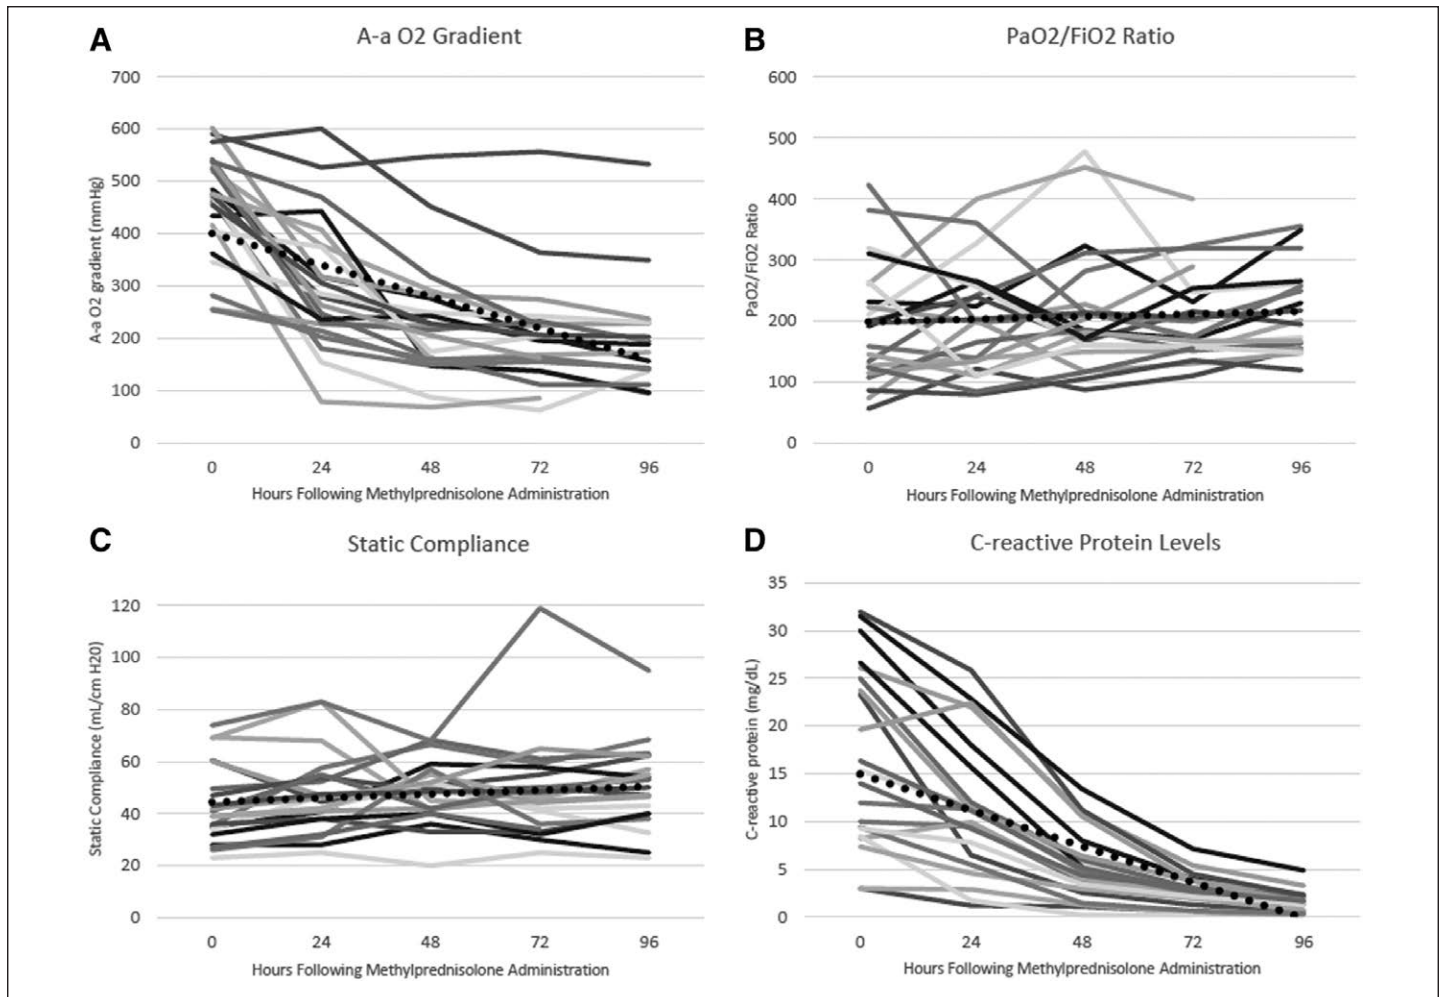 A
A-a O2 Gradient
A-a O2 gradient (mmHg)
700
600
500
400
300
200
100
0
0 24 48 72 96
Hours Following Methylprednisolone Administration
B
PaO2/FiO2 Ratio
PaO2/FiO2 Ratio
600
500
400
300
200
100
0
0 24 48 72 96
Hours Following Methylprednisolone Administration
C
Static Compliance
Static Compliance (mL/cm H20)
120
100
80
60
40
20
0
0 24 48 72 96
Hours Following Methylprednisolone Administration
D
C-reactive Protein Levels
C-reactive protein (mg/dL)
35
30
25
20
15
10
5
0
0 24 48 72 96
Hours Following Methylprednisolone Administration